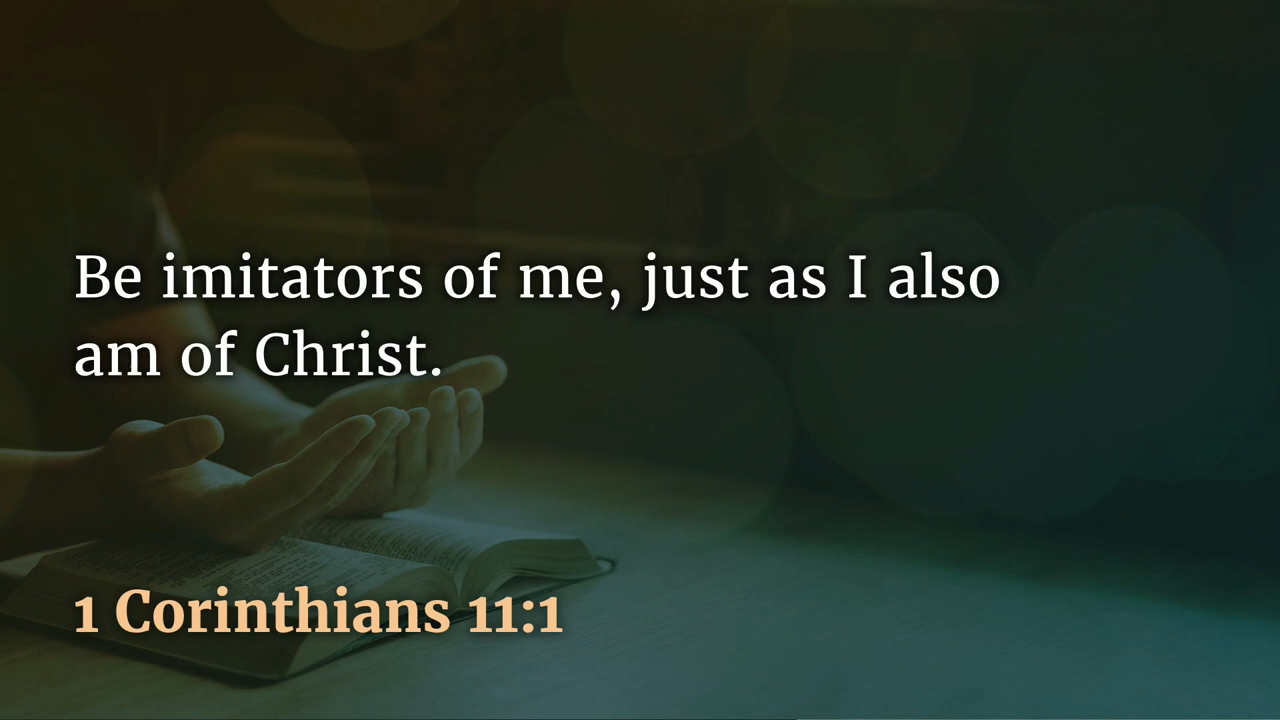 Be imitators of me, just as I also
am of Christ.
1 Corinthians 11:1